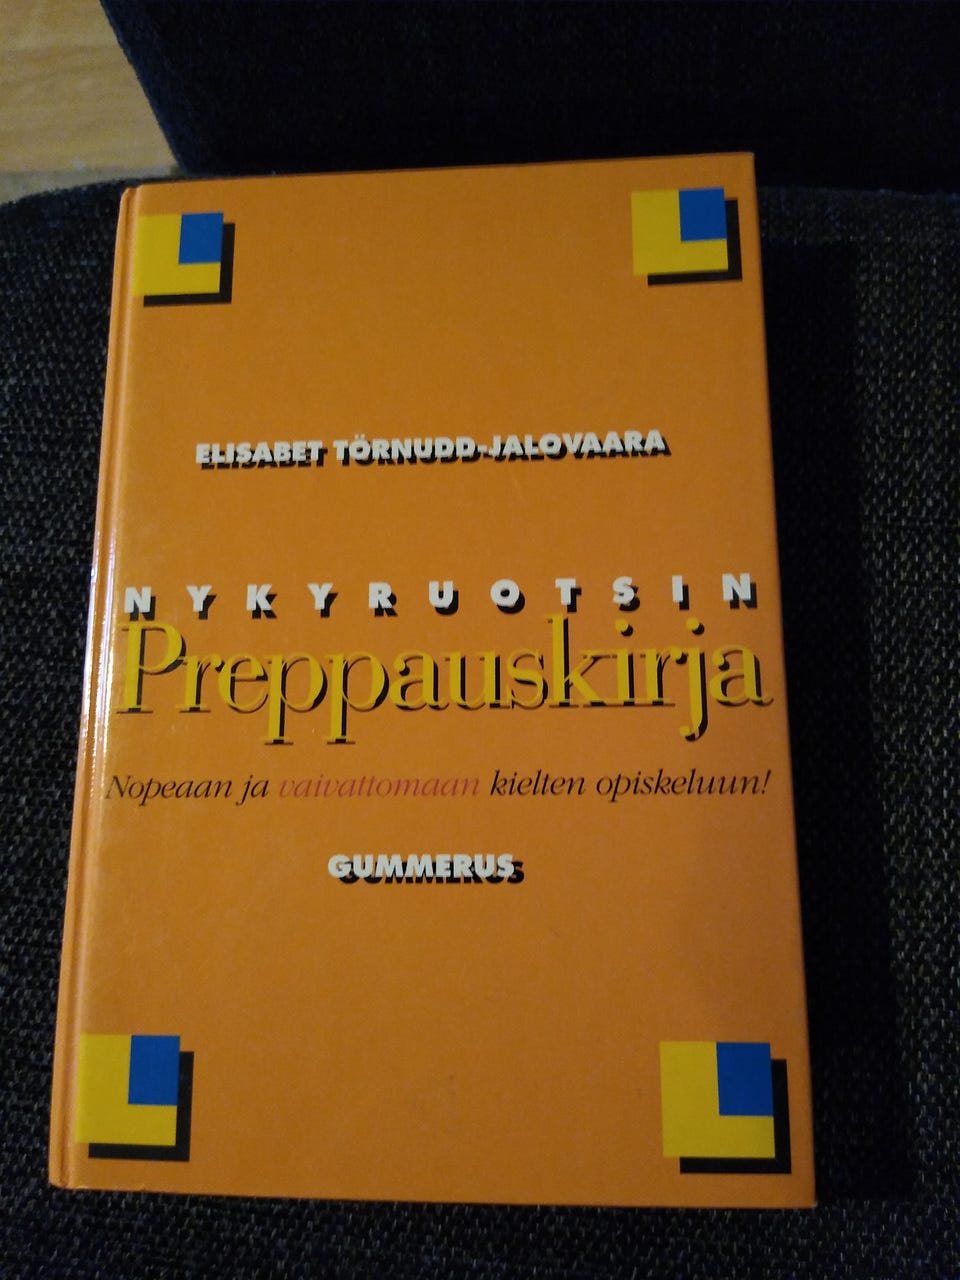 ELISABET TÖRNUDD-JALOVAARA
NYKYRUOTSIN
Preppauskirja
Nopeaan ja vaivattomaan kielten opiskeluun!
GUMMERUS